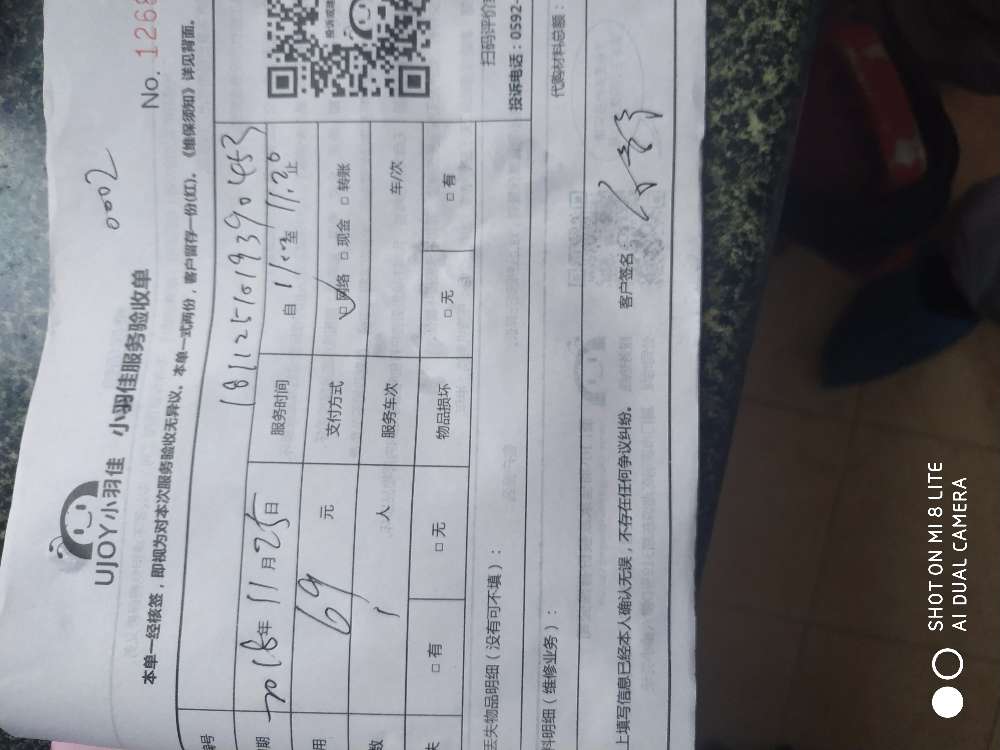 UJOY小羽佳 小羽佳服务验收单
0002
No. 1268
本单一经核签，即视为对本次服务验收无异议。本单一式两份，客户留存一份(红)。《维保须知》详见背面。
编号 181125101939 0453
期 2018年 11月 25日 服务时间 自 至 11:30 止
用 69 元 支付方式 ☑ 网络 □ 现金 □ 转账
数 1 人 服务车次 车/次
失 □ 有 □ 无 物品损坏 □ 无 □ 有
丢失物品明细（没有可不填）：
扫码评价
投诉电话：0592-
料明细（维修业务）：
代购材料总额：
上填写信息已经本人确认无误，不存在任何争议纠纷。 客户签名：
SHOT ON MI 8 LITE
AI DUAL CAMERA